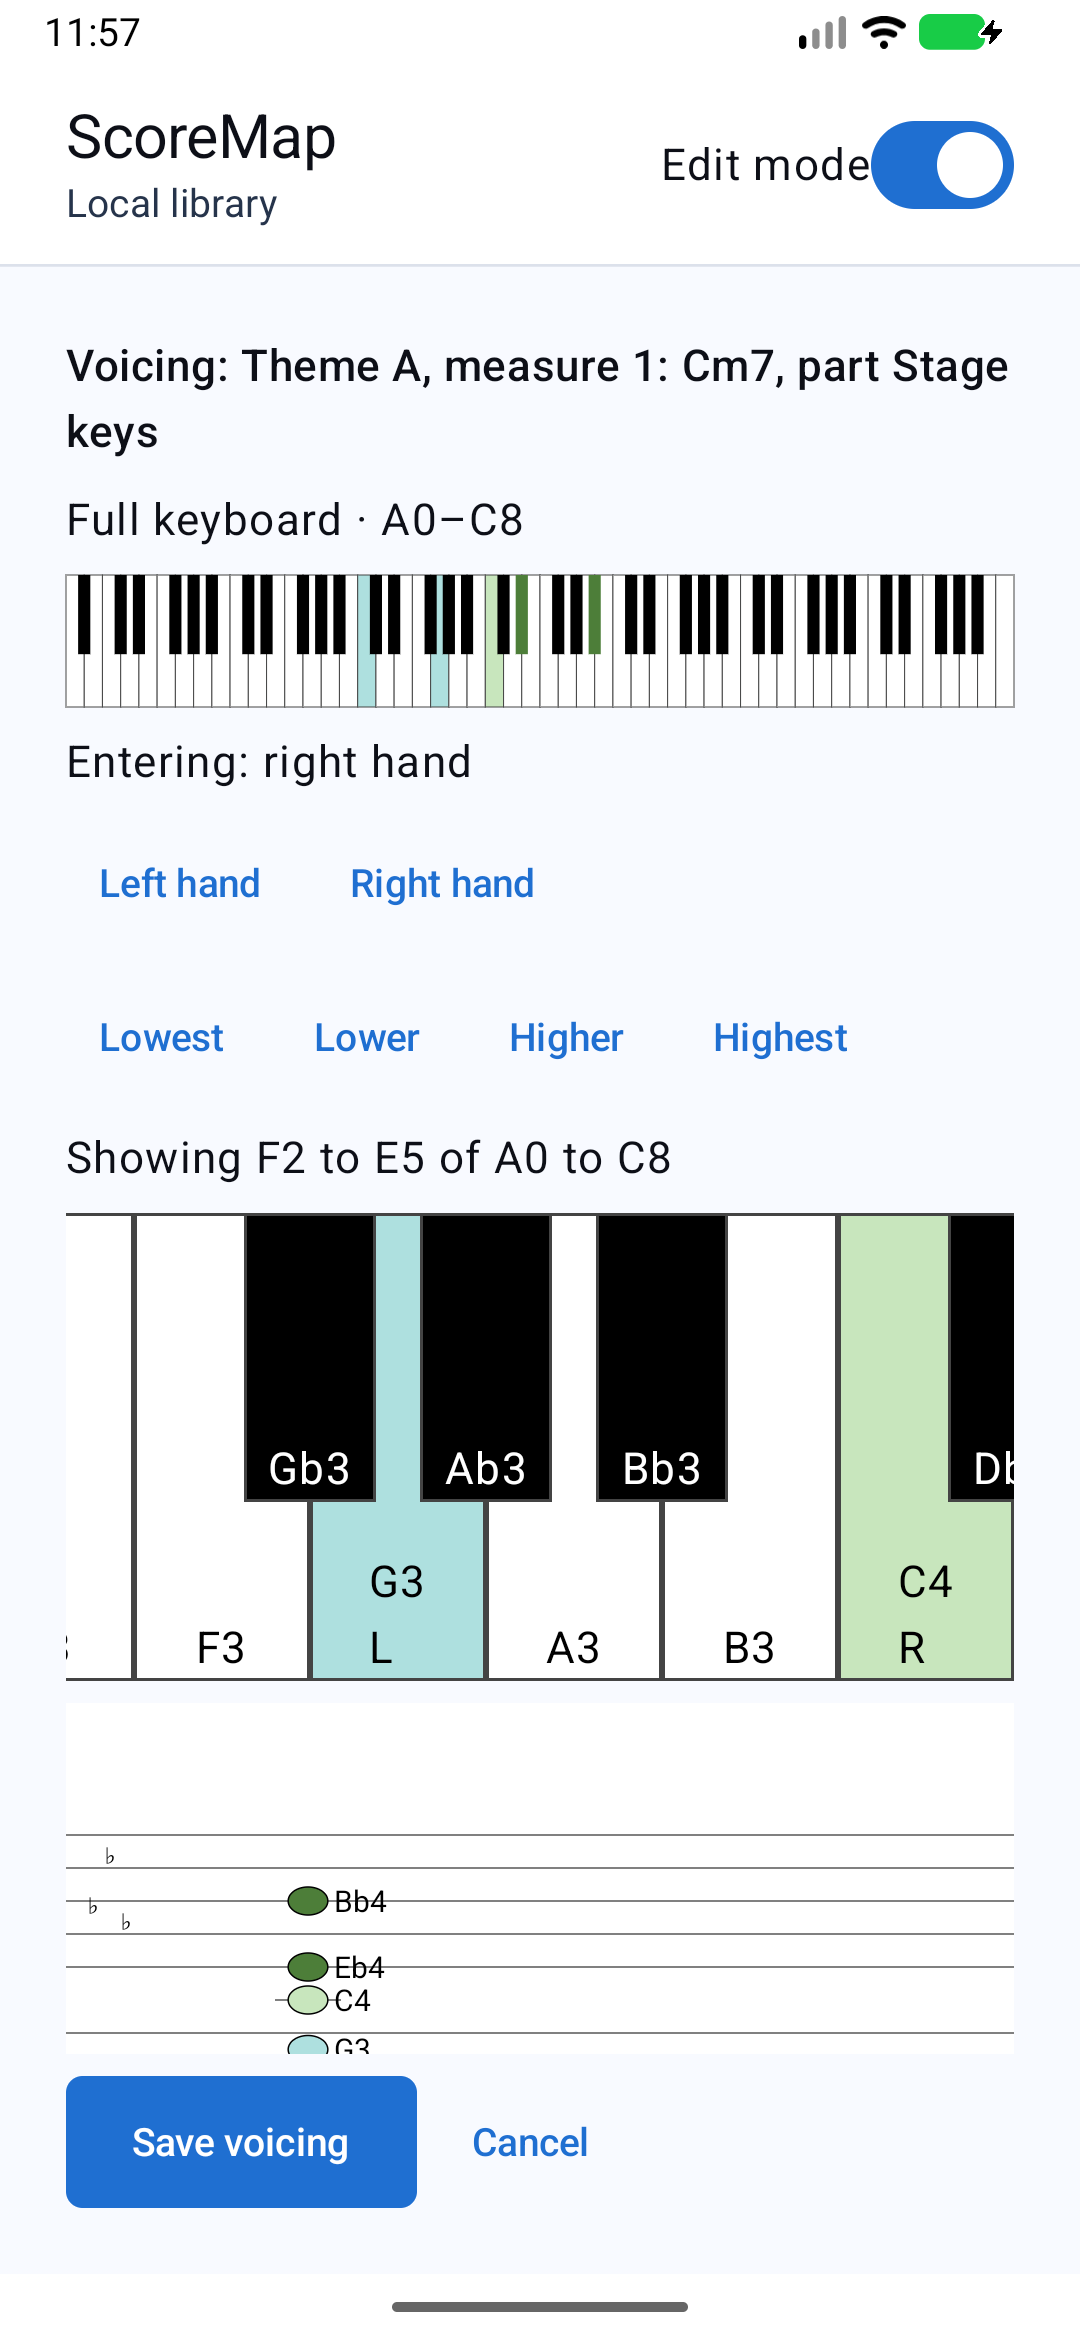 11:57
ScoreMap
Local library
Edit mode
Voicing: Theme A, measure 1: Cm7, part Stage
keys
Full keyboard · A0–C8
Entering: right hand
Left hand Right hand
Lowest Lower Higher Highest
Showing F2 to E5 of A0 to C8
Gb3 Ab3 Bb3
G3 C4
F3 L A3 B3 R
♭
Bb4
♭
♭
Eb4
C4
G3
Save voicing Cancel